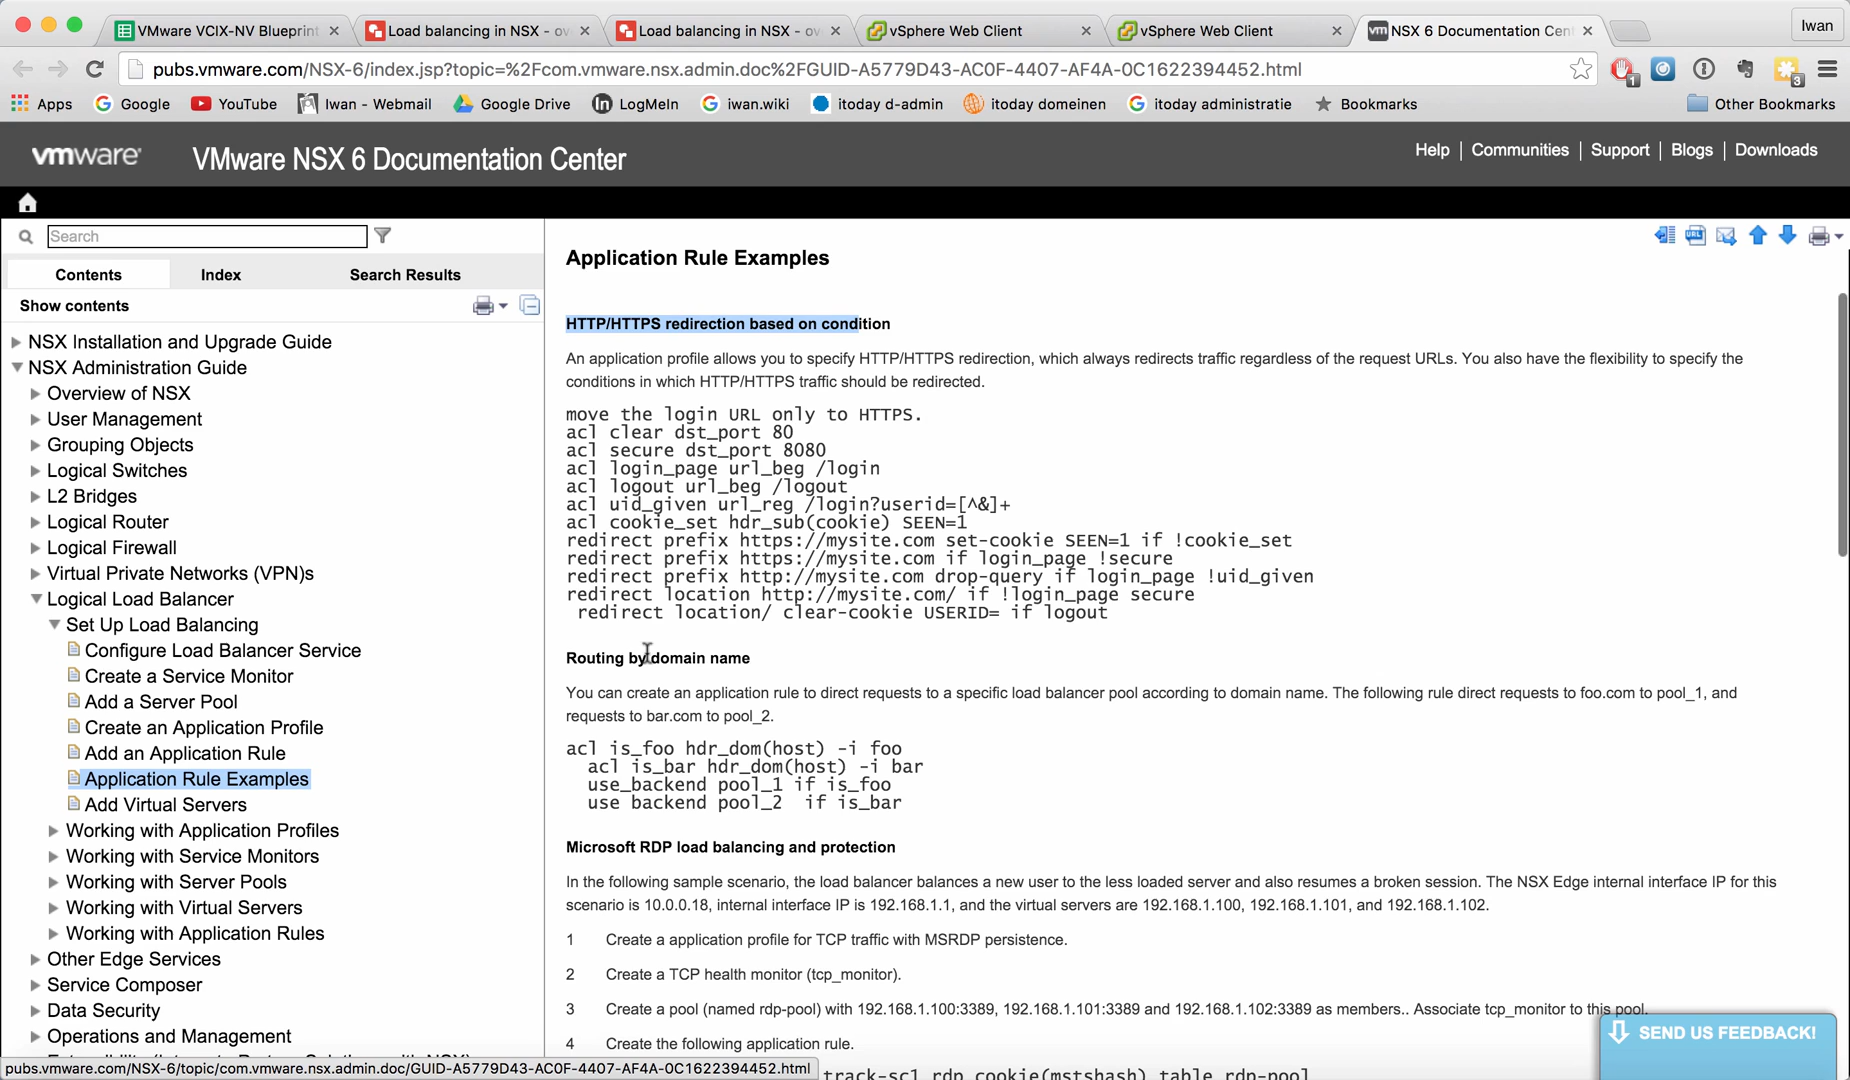 VMware VCIX-NV Blueprint
Load balancing in NSX - ov
Load balancing in NSX - ov
vSphere Web Client
vSphere Web Client
NSX 6 Documentation Cen
Iwan
pubs.vmware.com/NSX-6/index.jsp?topic=%2Fcom.vmware.nsx.admin.doc%2FGUID-A5779D43-AC0F-4407-AF4A-0C1622394452.html
1
3
Apps
Google
YouTube
Iwan - Webmail
Google Drive
LogMeIn
iwan.wiki
itoday d-admin
itoday domeinen
itoday administratie
Bookmarks
Other Bookmarks
vmware
VMware NSX 6 Documentation Center
Help
Communities
Support
Blogs
Downloads
Search
Contents
Index
Search Results
Show contents
NSX Installation and Upgrade Guide
NSX Administration Guide
Overview of NSX
User Management
Grouping Objects
Logical Switches
L2 Bridges
Logical Router
Logical Firewall
Virtual Private Networks (VPN)s
Logical Load Balancer
Set Up Load Balancing
Configure Load Balancer Service
Create a Service Monitor
Add a Server Pool
Create an Application Profile
Add an Application Rule
Application Rule Examples
Add Virtual Servers
Working with Application Profiles
Working with Service Monitors
Working with Server Pools
Working with Virtual Servers
Working with Application Rules
Other Edge Services
Service Composer
Data Security
Operations and Management
pubs.vmware.com/NSX-6/topic/com.vmware.nsx.admin.doc/GUID-A5779D43-AC0F-4407-AF4A-0C1622394452.html
URL
Application Rule Examples
HTTP/HTTPS redirection based on condition
An application profile allows you to specify HTTP/HTTPS redirection, which always redirects traffic regardless of the request URLs. You also have the flexibility to specify the
conditions in which HTTP/HTTPS traffic should be redirected.
move the login URL only to HTTPS.
acl clear dst_port 80
acl secure dst_port 8080
acl login_page url_beg /login
acl logout url_beg /logout
acl uid_given url_reg /login?userid=[^&]+
acl cookie_set hdr_sub(cookie) SEEN=1
redirect prefix https://mysite.com set-cookie SEEN=1 if !cookie_set
redirect prefix https://mysite.com if login_page !secure
redirect prefix http://mysite.com drop-query if login_page !uid_given
redirect location http://mysite.com/ if !login_page secure
redirect location/ clear-cookie USERID= if logout
Routing by domain name
You can create an application rule to direct requests to a specific load balancer pool according to domain name. The following rule direct requests to foo.com to pool_1, and
requests to bar.com to pool_2.
acl is_foo hdr_dom(host) -i foo
acl is_bar hdr_dom(host) -i bar
use_backend pool_1 if is_foo
use backend pool_2 if is_bar
Microsoft RDP load balancing and protection
In the following sample scenario, the load balancer balances a new user to the less loaded server and also resumes a broken session. The NSX Edge internal interface IP for this
scenario is 10.0.0.18, internal interface IP is 192.168.1.1, and the virtual servers are 192.168.1.100, 192.168.1.101, and 192.168.1.102.
1 Create a application profile for TCP traffic with MSRDP persistence.
2 Create a TCP health monitor (tcp_monitor).
3 Create a pool (named rdp-pool) with 192.168.1.100:3389, 192.168.1.101:3389 and 192.168.1.102:3389 as members.. Associate tcp_monitor to this pool.
4 Create the following application rule.
track-sc1 rdp_cookie(mstshash) table rdp-pool
SEND US FEEDBACK!